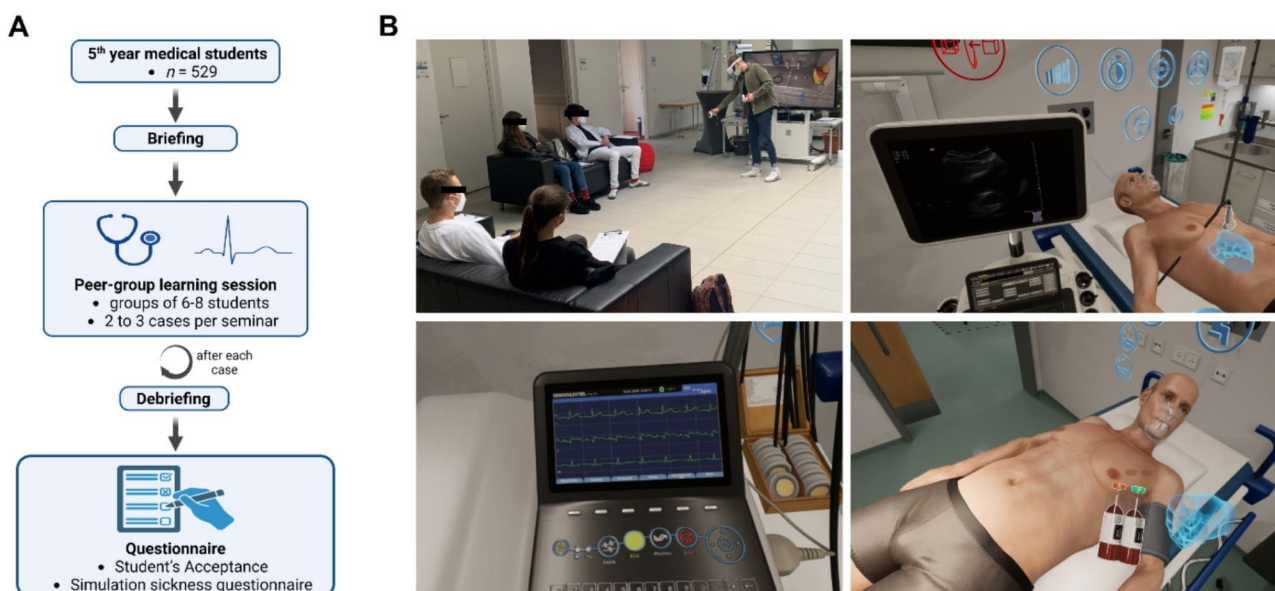 A
5th year medical students
• n = 529
Briefing
Peer-group learning session
• groups of 6-8 students
• 2 to 3 cases per seminar
after each
case
Debriefing
Questionnaire
• Student's Acceptance
• Simulation sickness questionnaire
B